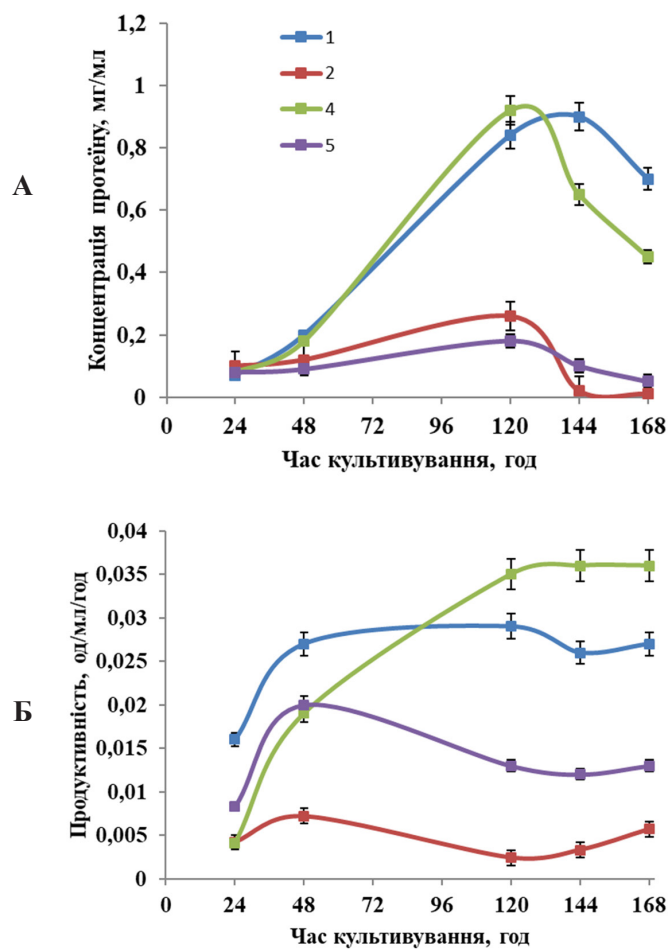 А
Концентрація протеїну, мг/мл
1,2
1
0,8
0,6
0,4
0,2
0
1
2
4
5
0 24 48 72 96 120 144 168
Час культивування, год
Б
Продуктивність, од/мл/год
0,04
0,035
0,03
0,025
0,02
0,015
0,01
0,005
0
0 24 48 72 96 120 144 168
Час культивування, год